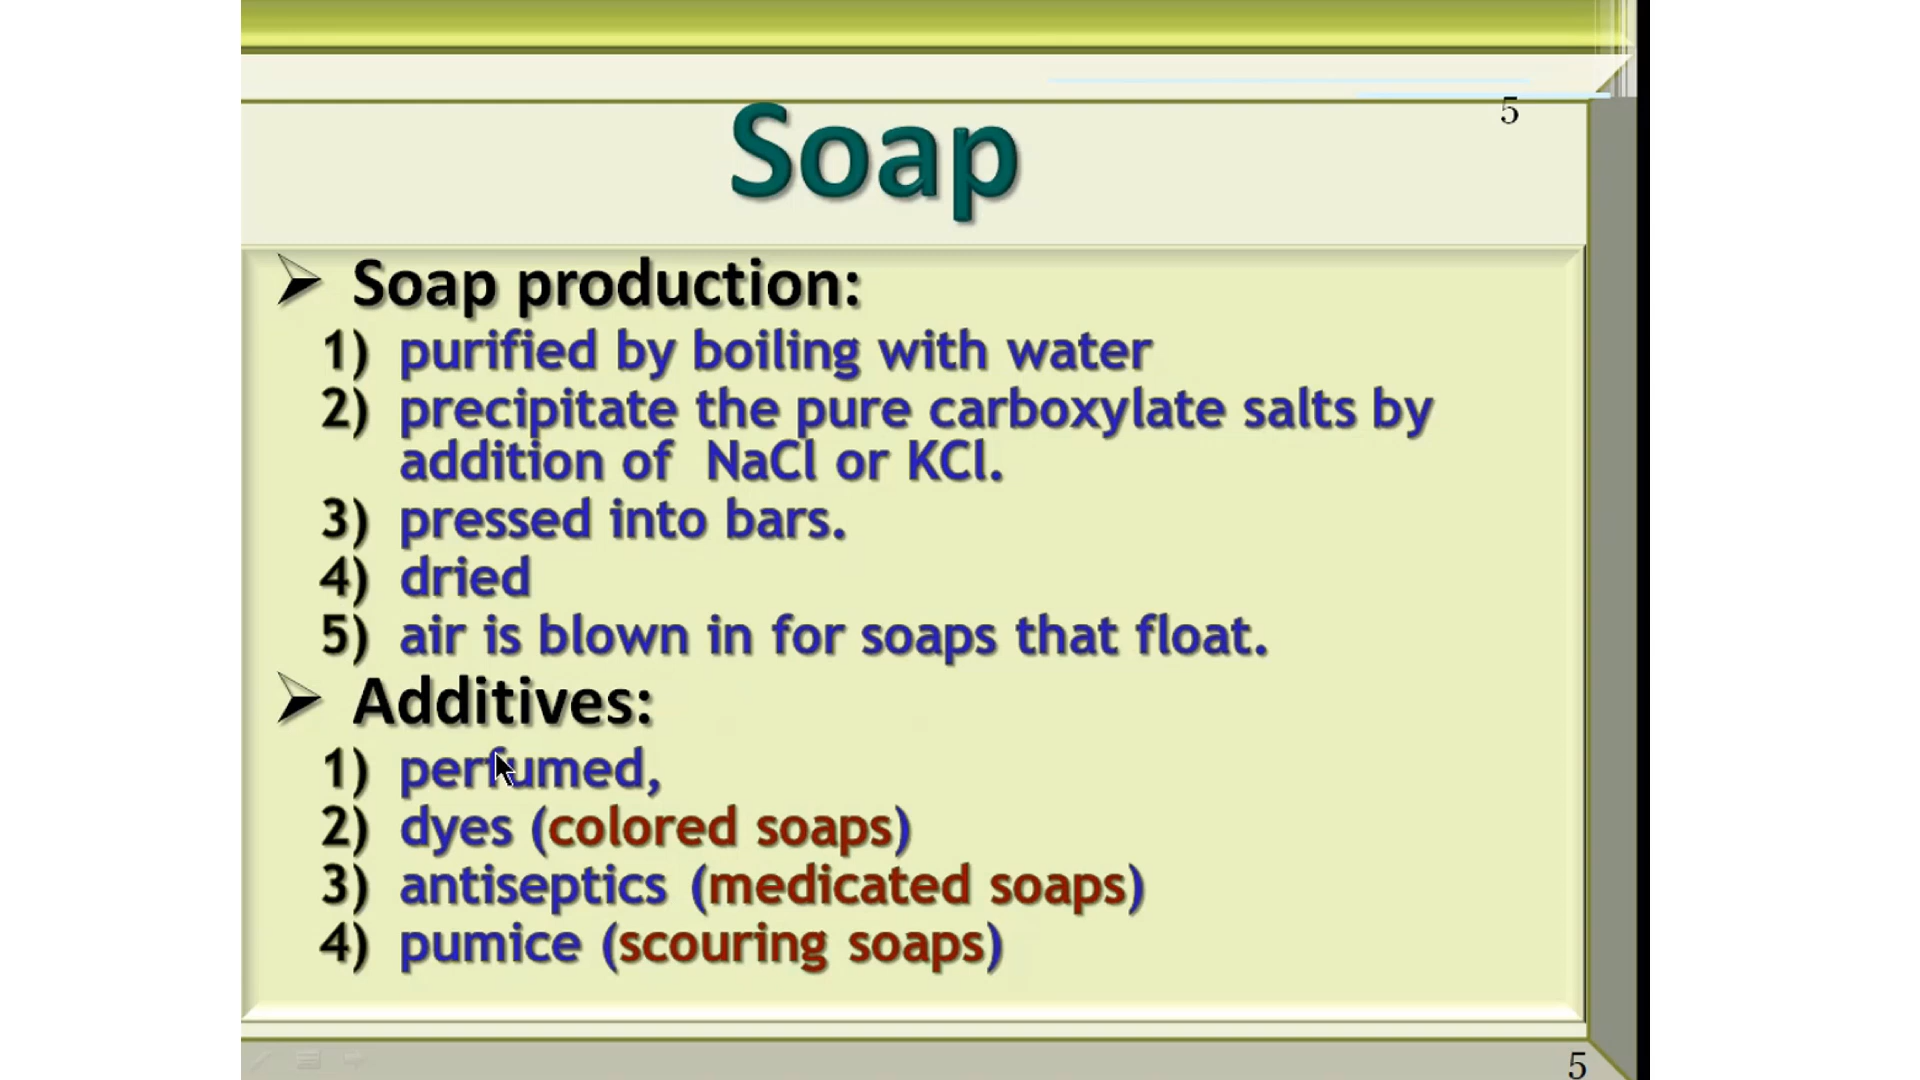 5
Soap
Soap production:
1) purified by boiling with water
2) precipitate the pure carboxylate salts by
addition of NaCl or KCl.
3) pressed into bars.
4) dried
5) air is blown in for soaps that float.
Additives:
1) perfumed,
2) dyes (colored soaps)
3) antiseptics (medicated soaps)
4) pumice (scouring soaps)
5